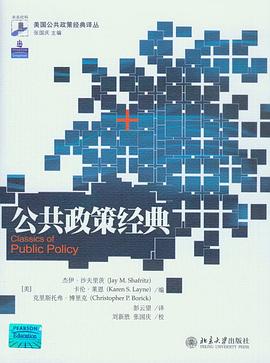 美国公共政策经典译丛
张国庆 主编
公共政策经典
Classics of
Public Policy
杰伊·沙夫里茨 (Jay M. Shafritz)
[美] 卡伦·莱恩 (Karen S. Layne) 编
克里斯托弗·博里克 (Christopher P. Borick)
彭云望 译
刘新胜 张国庆 校
PEARSON
Education
北京大学出版社